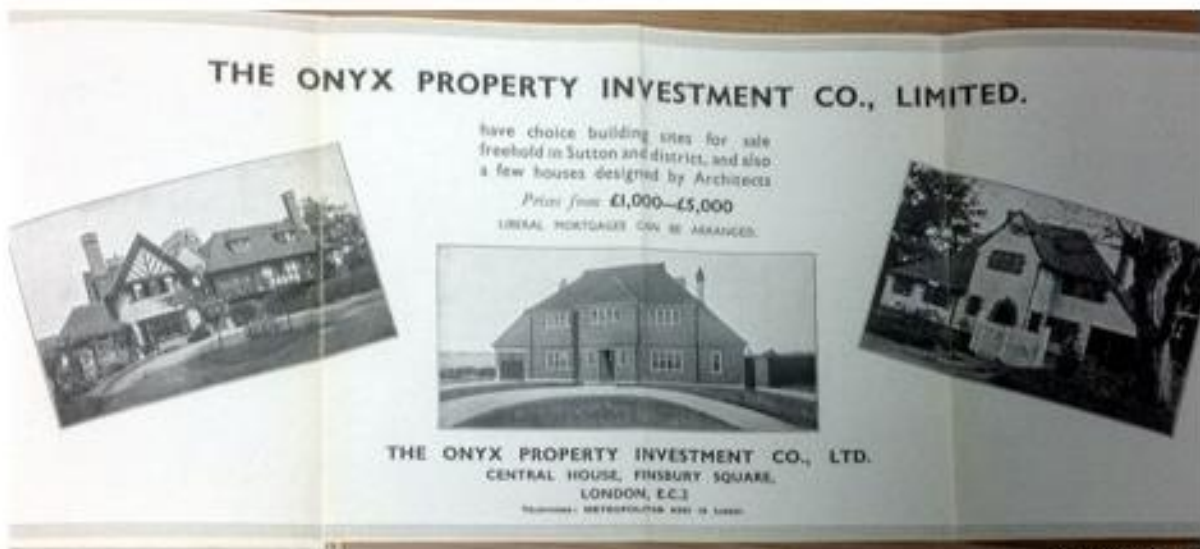 THE ONYX PROPERTY INVESTMENT CO., LIMITED.
have choice building sites for sale
freehold in Sutton and district, and also
a few houses designed by Architects
Prices from £1,000—£5,000
LIBERAL MORTGAGES CAN BE ARRANGED.
THE ONYX PROPERTY INVESTMENT CO., LTD.
CENTRAL HOUSE, FINSBURY SQUARE,
LONDON, E.C.2
METROPOLITAN